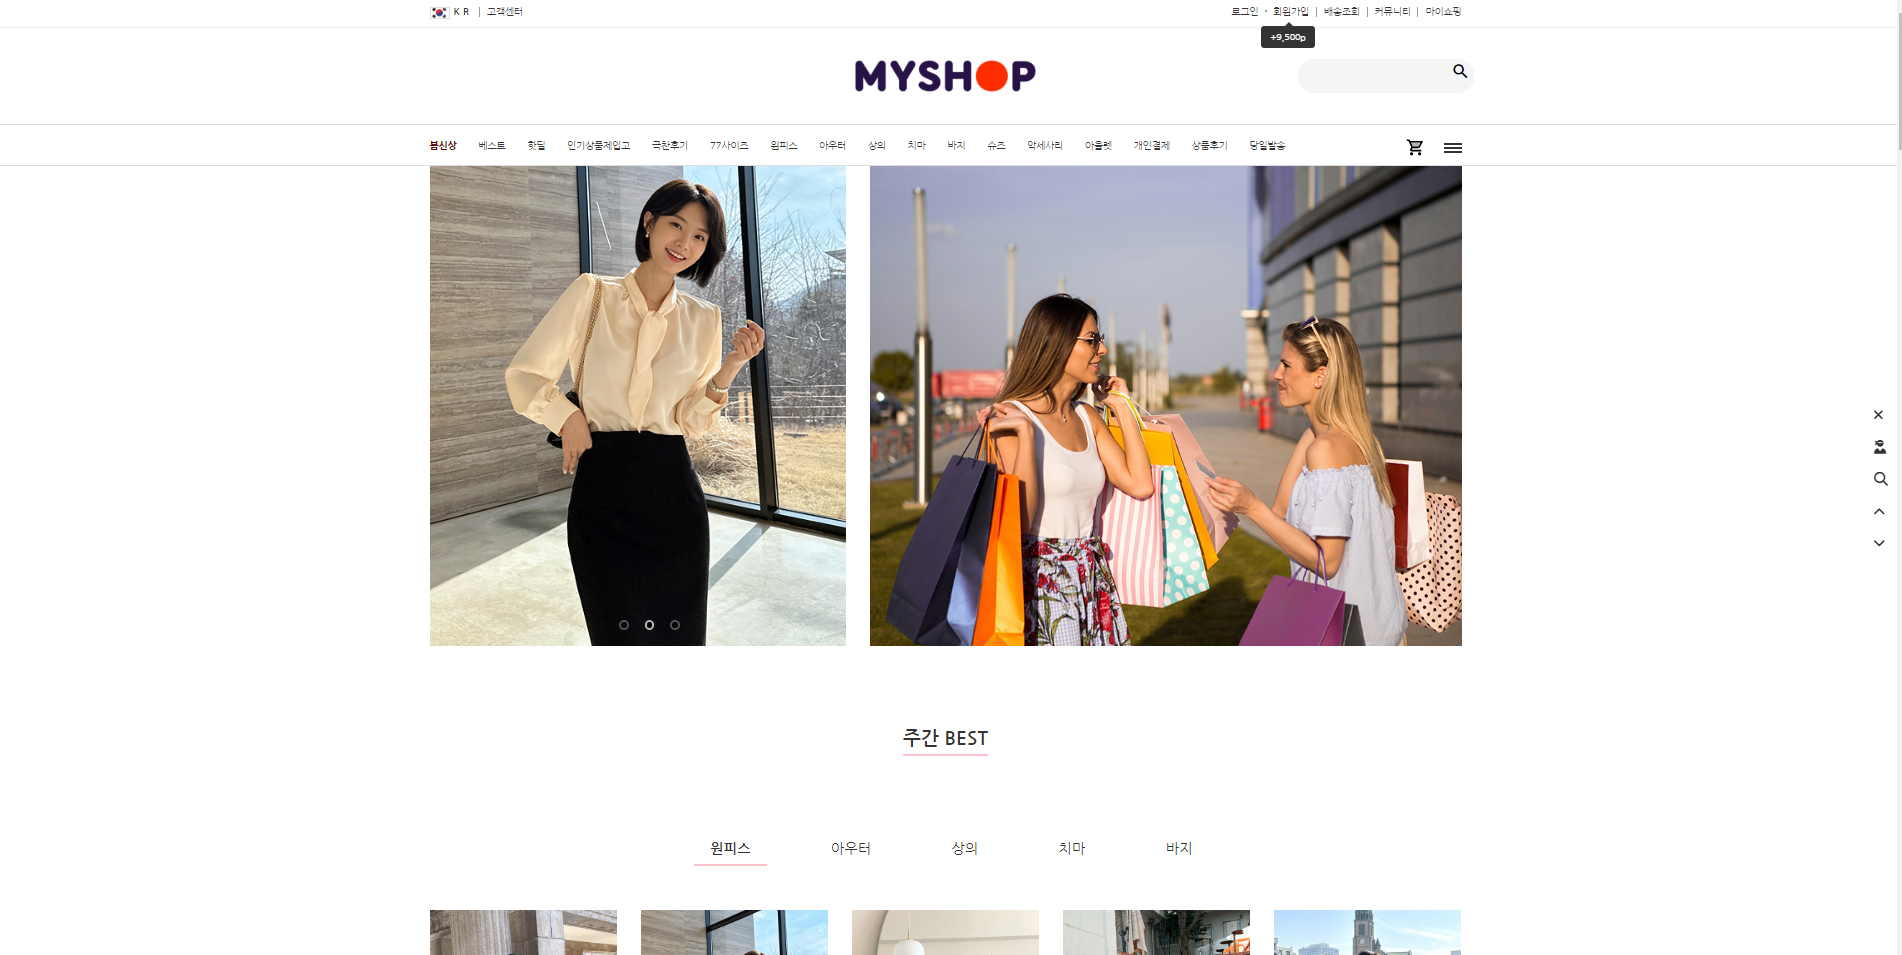 KR | 고객센터
로그인 · 회원가입 | 배송조회 | 커뮤니티 | 마이쇼핑
+9,500p
MYSHOP
봄신상 베스트 핫딜 인기상품재입고 극찬후기 77사이즈 원피스 아우터 상의 치마 바지 슈즈 악세사리 아울렛 개인결제 상품후기 당일발송
주간 BEST
원피스 아우터 상의 치마 바지